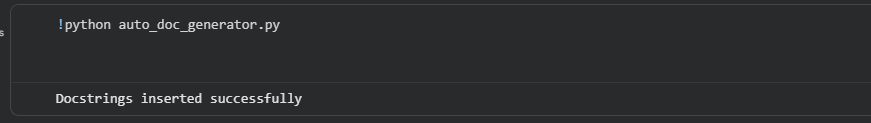 s
!python auto_doc_generator.py
Docstrings inserted successfully